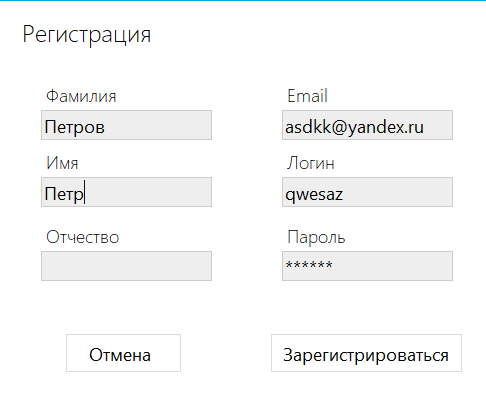 Регистрация
Фамилия
Петров
Имя
Петр
Отчество
Email
asdkk@yandex.ru
Логин
qwesaz
Пароль
******
Отмена
Зарегистрироваться